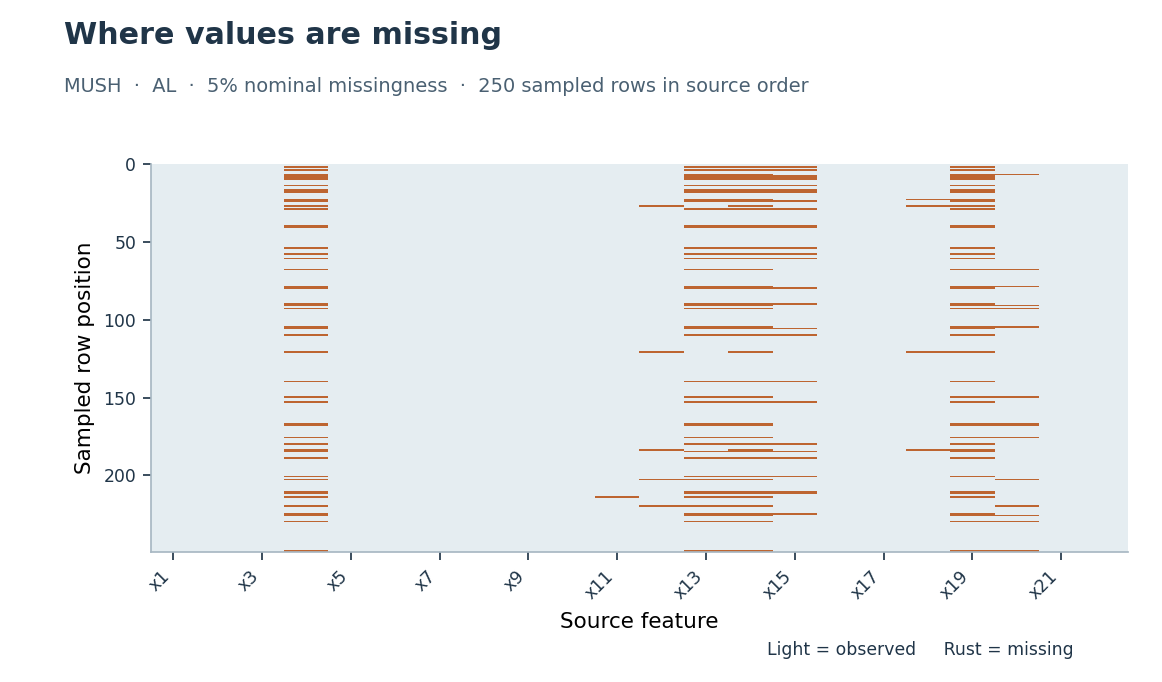 Where values are missing
MUSH · AL · 5% nominal missingness · 250 sampled rows in source order
0
50
100
150
200
Sampled row position
x1 x3 x5 x7 x9 x11 x13 x15 x17 x19 x21
Source feature
Light = observed Rust = missing